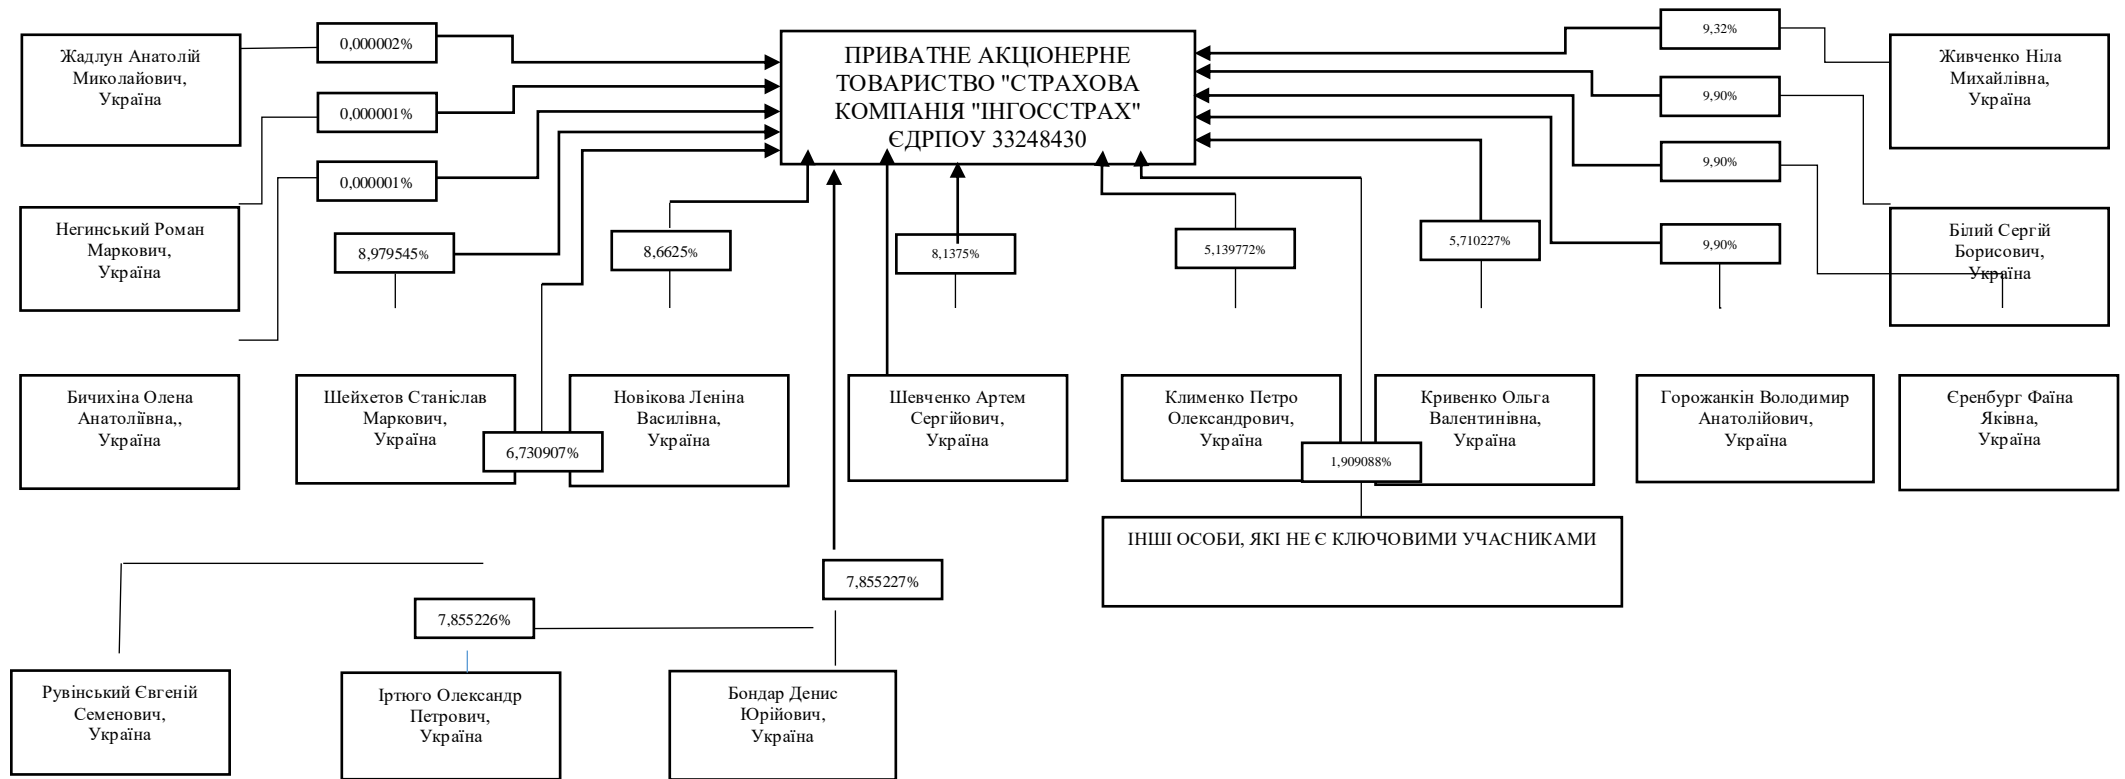 Жадлун Анатолій
Миколайович,
Україна
0,000002%
ПРИВАТНЕ АКЦІОНЕРНЕ
ТОВАРИСТВО "СТРАХОВА
КОМПАНІЯ "ІНГОССТРАХ"
ЄДРПОУ 33248430
9,32%
Живченко Ніла
Михайлівна,
Україна
0,000001%
9,90%
0,000001%
9,90%
Негинський Роман
Маркович,
Україна
8,979545%
8,6625%
8,1375%
5,139772%
5,710227%
9,90%
Білий Сергій
Борисович,
Україна
Бичихіна Олена
Анатоліївна,,
Україна
Шейхетов Станіслав
Маркович,
Україна
6,730907%
Новікова Леніна
Василівна,
Україна
Шевченко Артем
Сергійович,
Україна
Клименко Петро
Олександрович,
Україна
1,909088%
Кривенко Ольга
Валентинівна,
Україна
Горожанкін Володимир
Анатолійович,
Україна
Єренбург Фаїна
Яківна,
Україна
ІНШІ ОСОБИ, ЯКІ НЕ Є КЛЮЧОВИМИ УЧАСНИКАМИ
7,855227%
7,855226%
Рувінський Євгеній
Семенович,
Україна
Іртюго Олександр
Петрович,
Україна
Бондар Денис
Юрійович,
Україна